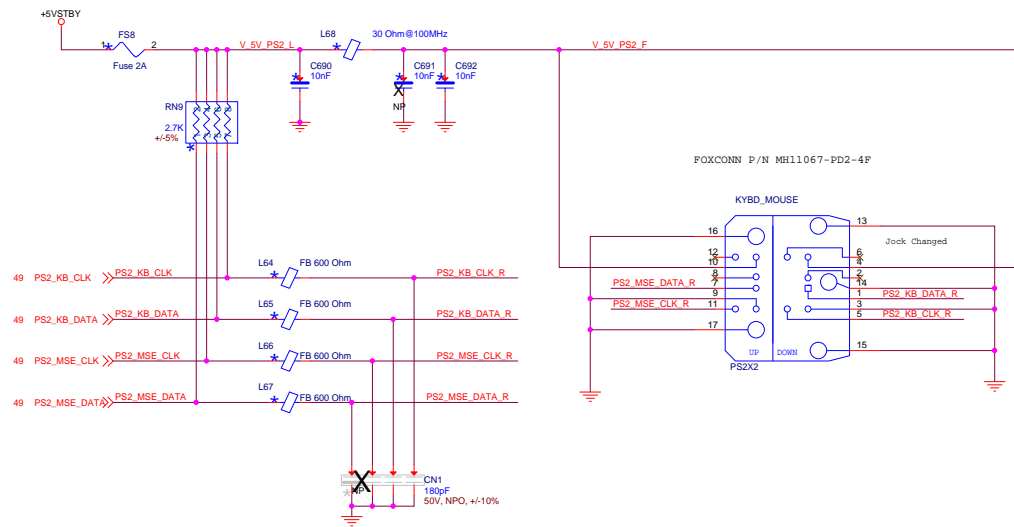 +5VSTBY
FS8
1 2
Fuse 2A
V_5V_PS2_L
L68
30 Ohm@100MHz
V_5V_PS2_F
C690
10nF
C691
10nF
NP
C692
10nF
RN9
2.7K
+/-5%
FOXCONN P/N MH11067-PD2-4F
KYBD_MOUSE
16
13
Jock Changed
12
6
10
4
8
2
7
14
PS2_MSE_DATA_R
9
1
PS2_KB_DATA_R
PS2_MSE_CLK_R
11
3
5
PS2_KB_CLK_R
17
15
UP DOWN
PS2X2
49 PS2_KB_CLK
PS2_KB_CLK
L64
FB 600 Ohm
PS2_KB_CLK_R
49 PS2_KB_DATA
PS2_KB_DATA
L65
FB 600 Ohm
PS2_KB_DATA_R
49 PS2_MSE_CLK
PS2_MSE_CLK
L66
FB 600 Ohm
PS2_MSE_CLK_R
49 PS2_MSE_DATA
PS2_MSE_DATA
L67
FB 600 Ohm
PS2_MSE_DATA_R
NP
CN1
180pF
50V, NPO, +/-10%